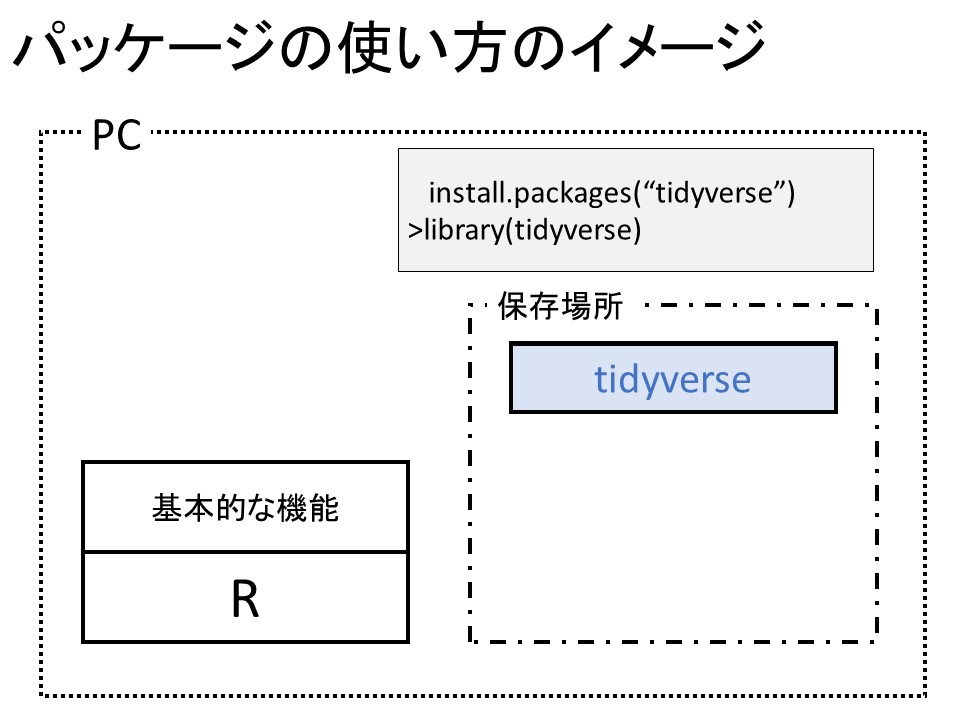 パッケージの使い方のイメージ
PC
install.packages(“tidyverse”)
>library(tidyverse)
保存場所
tidyverse
基本的な機能
R